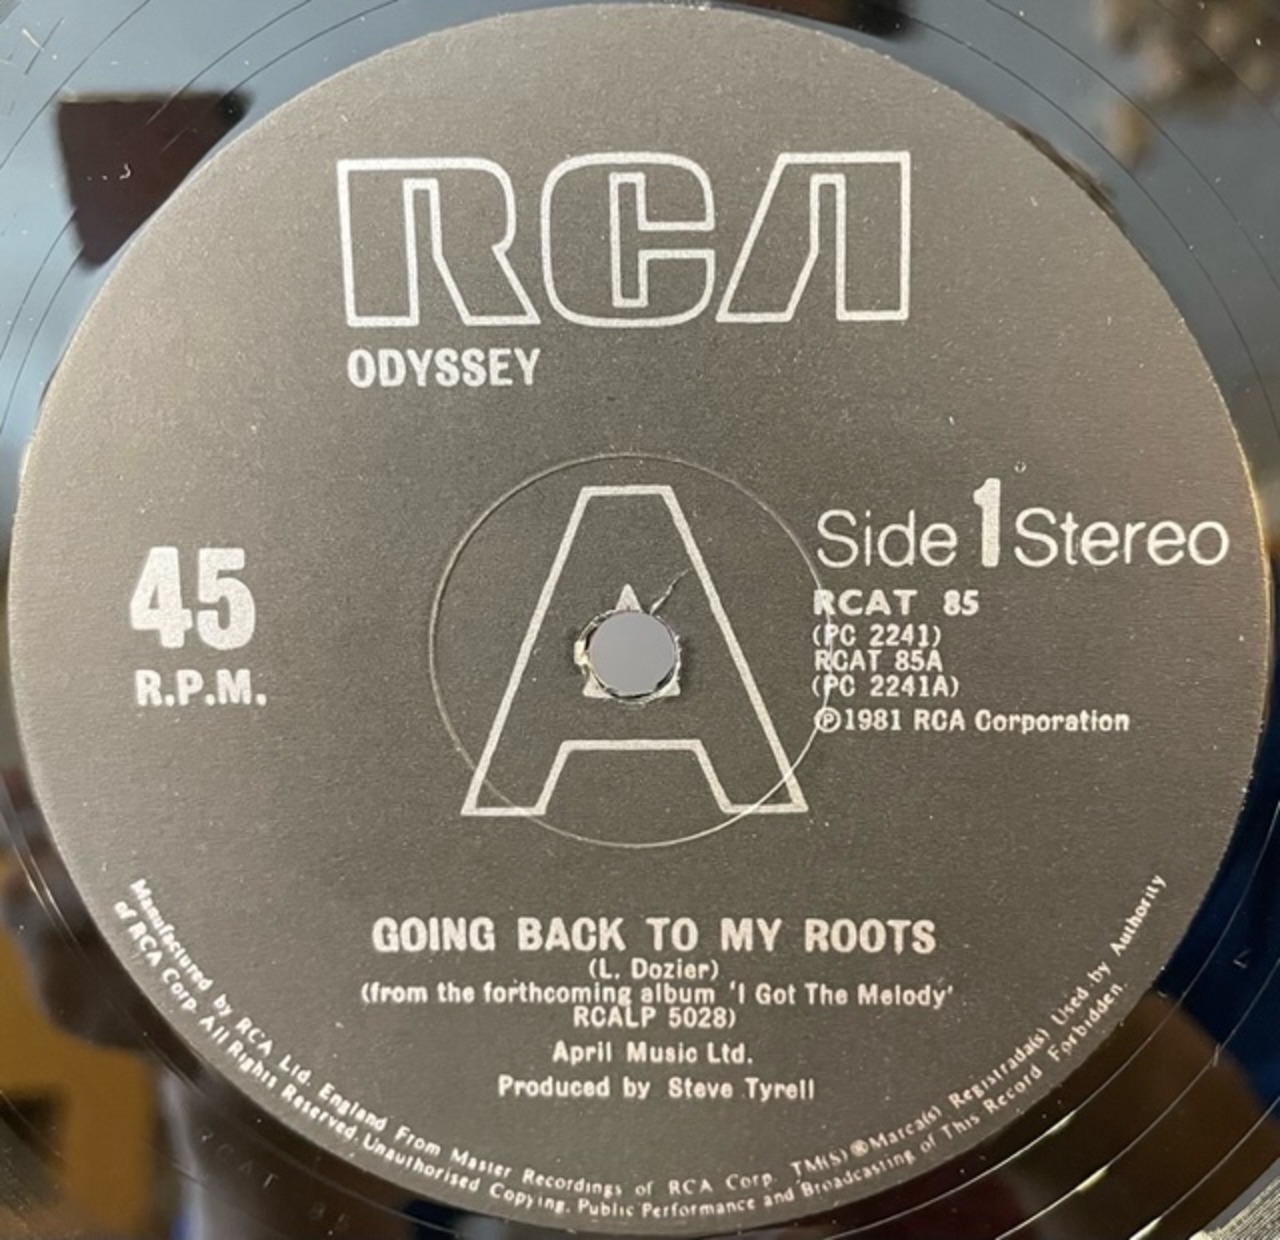 RCA
ODYSSEY
45
R.P.M.
A
Side 1 Stereo
RCAT 85
(PC 2241)
RCAT 85A
(PC 2241A)
℗1981 RCA Corporation
GOING BACK TO MY ROOTS
(L. Dozier)
(from the forthcoming album 'I Got The Melody'
RCALP 5028)
April Music Ltd.
Produced by Steve Tyrell
Manufactured by RCA Ltd. England From Master Recordings of RCA Corp. TM(S) ® Marca(s) Registrada(s) Used by Authority
of RCA Corp. All Rights Reserved. Unauthorised Copying, Public Performance and Broadcasting of This Record Forbidden.